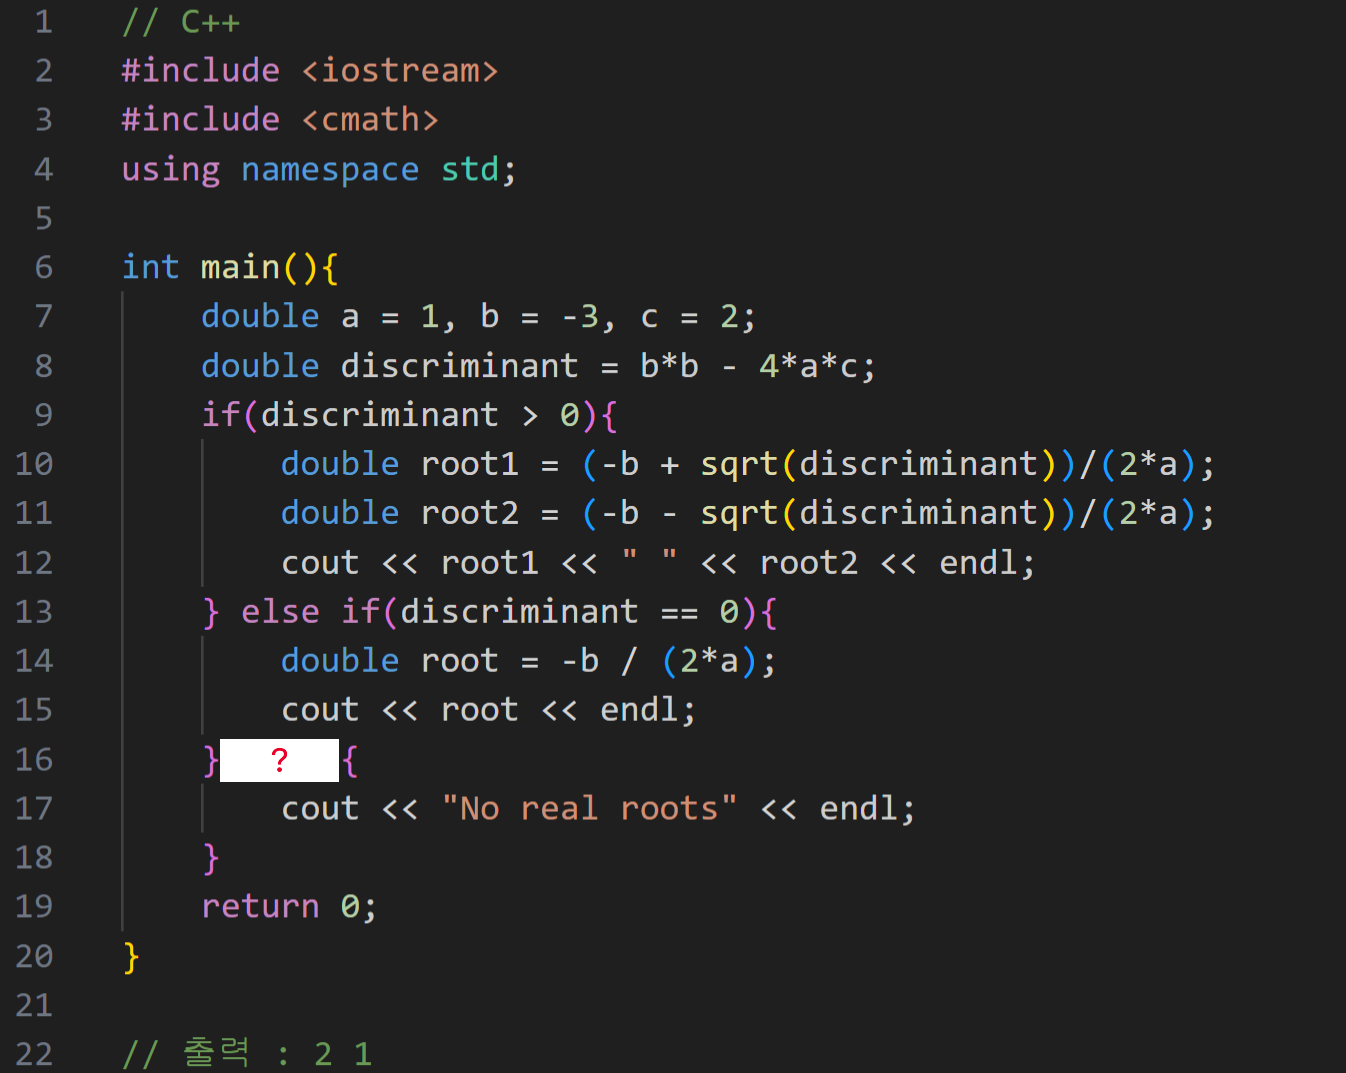 1 // C++
2 #include <iostream>
3 #include <cmath>
4 using namespace std;
5
6 int main(){
7     double a = 1, b = -3, c = 2;
8     double discriminant = b*b - 4*a*c;
9     if(discriminant > 0){
10         double root1 = (-b + sqrt(discriminant))/(2*a);
11         double root2 = (-b - sqrt(discriminant))/(2*a);
12         cout << root1 << " " << root2 << endl;
13     } else if(discriminant == 0){
14         double root = -b / (2*a);
15         cout << root << endl;
16     } ? {
17         cout << "No real roots" << endl;
18     }
19     return 0;
20 }
21
22 // 출력 : 2 1